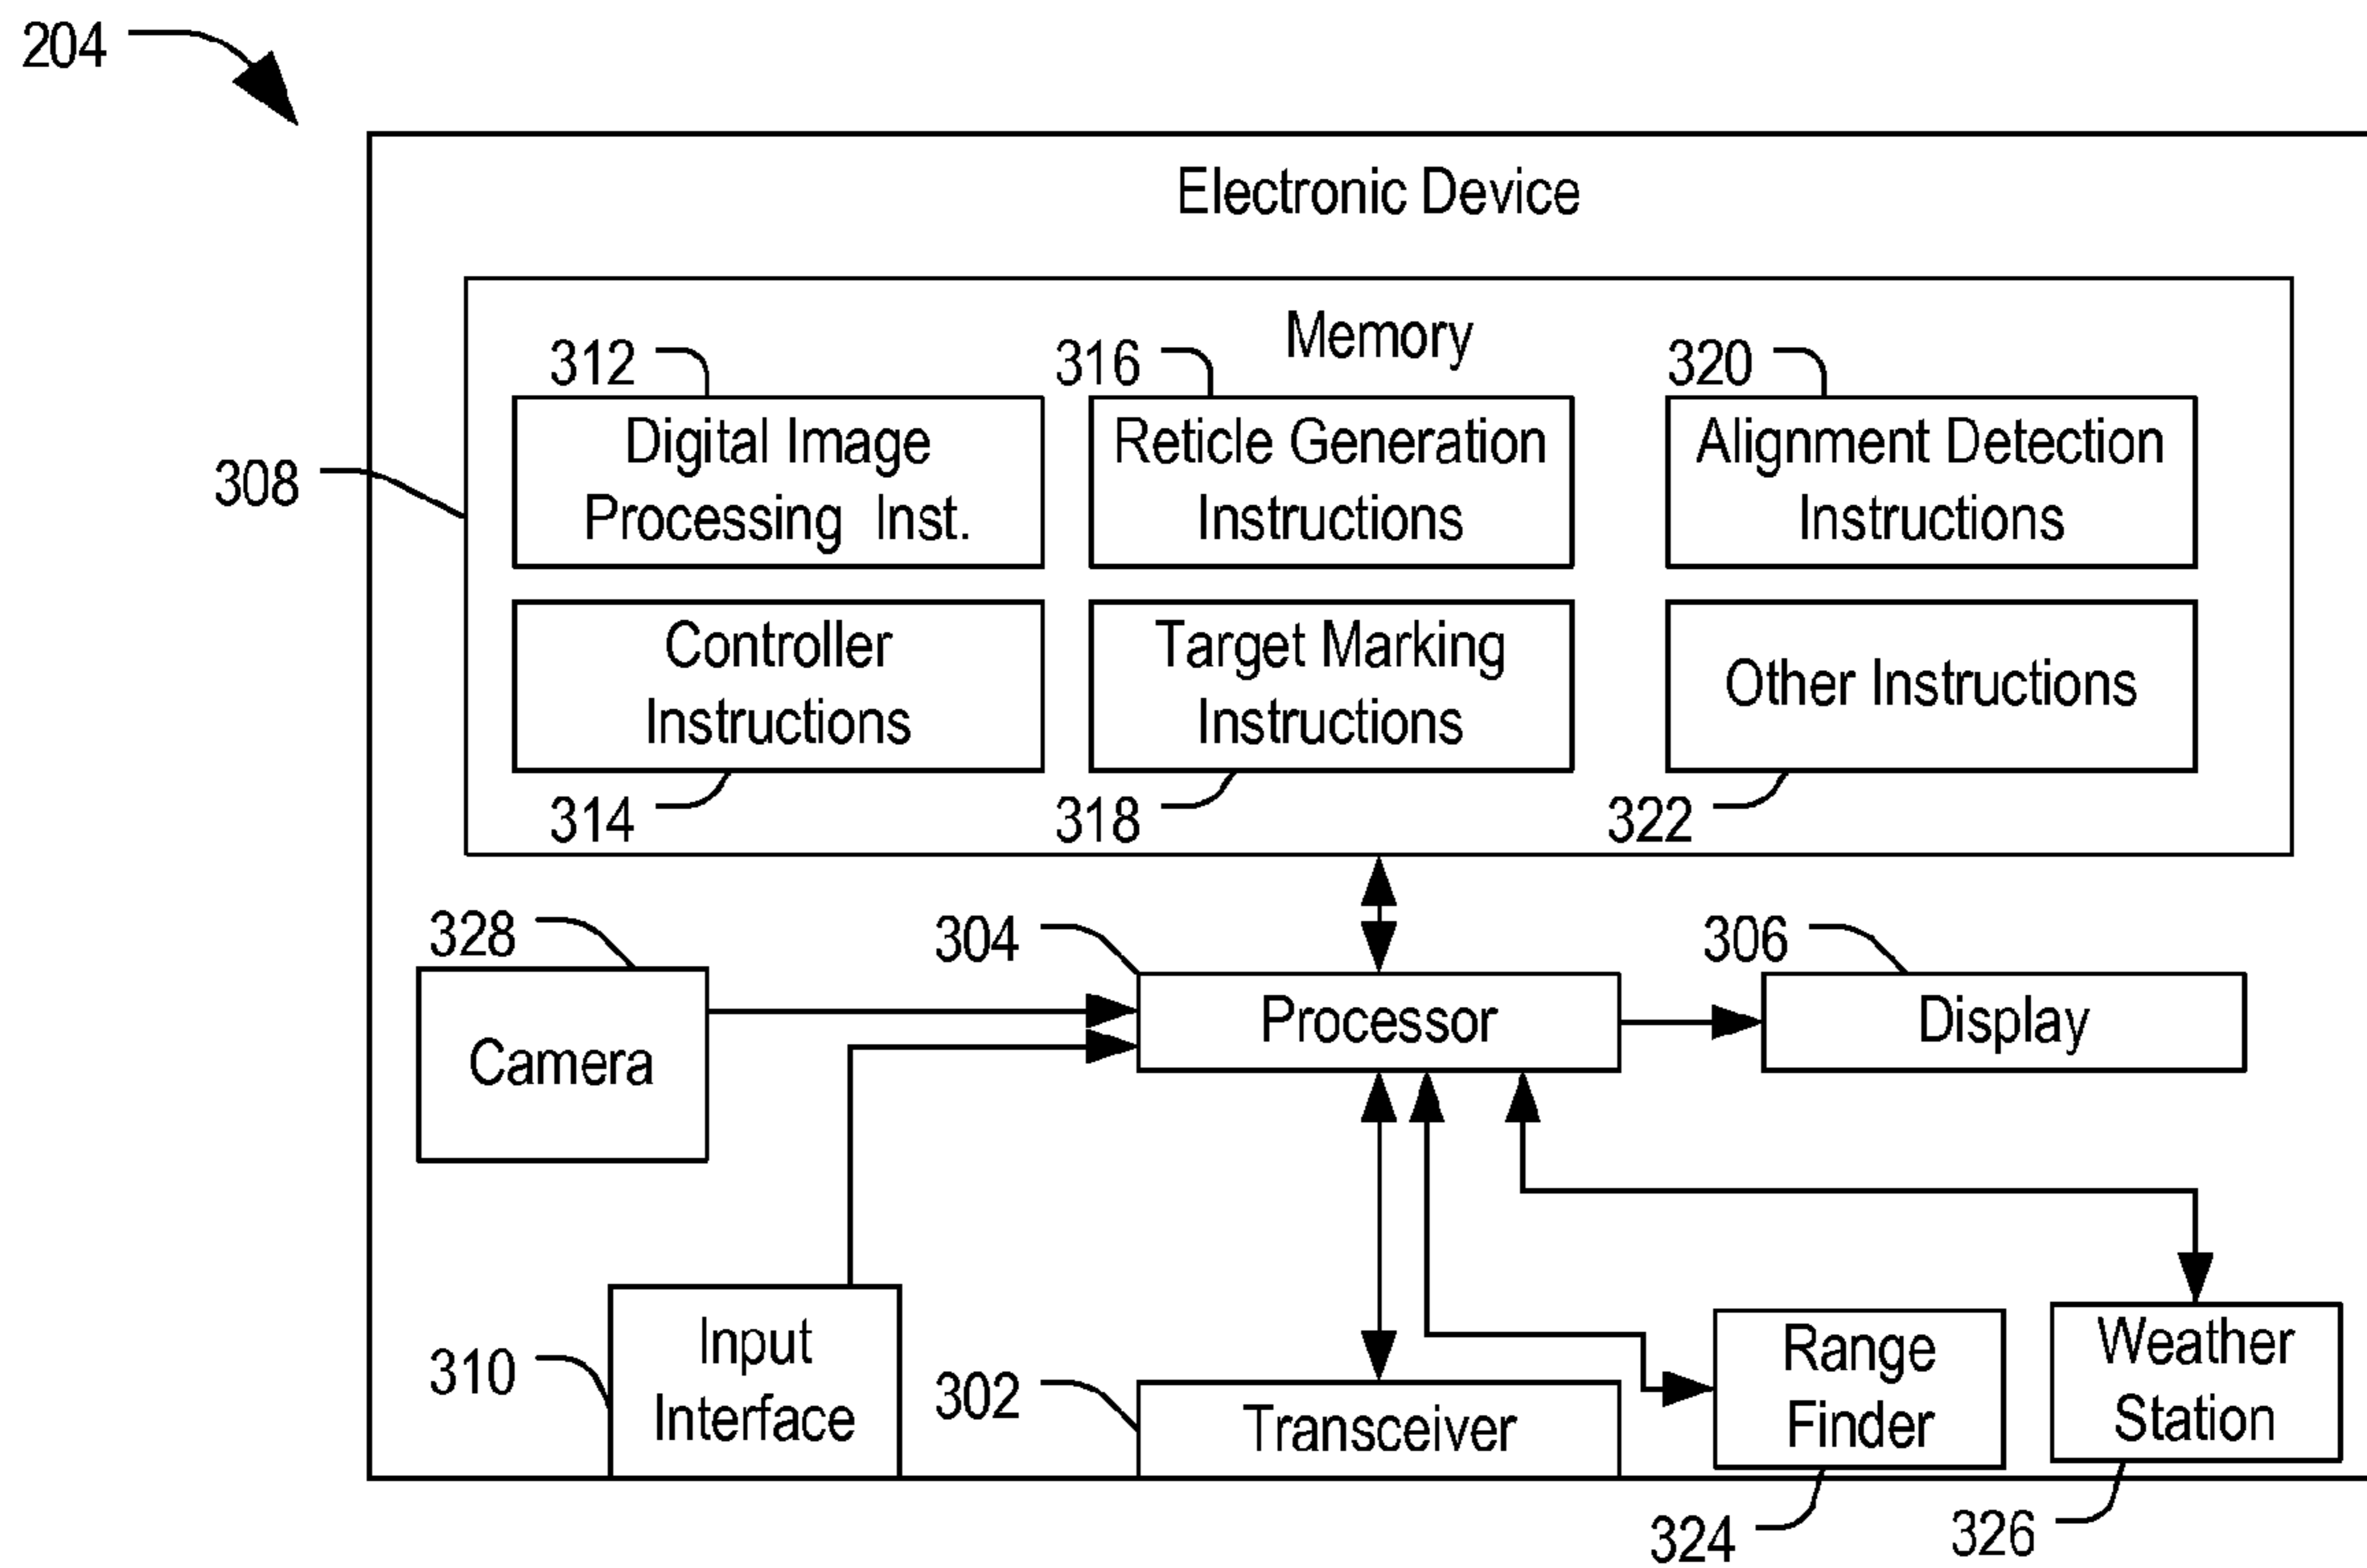 204
Electronic Device
Memory
312
316
320
Digital Image
Processing Inst.
Reticle Generation
Instructions
Alignment Detection
Instructions
308
Controller
Instructions
Target Marking
Instructions
Other Instructions
314
318
322
328
304
306
Camera
Processor
Display
310
Input
Interface
302
Transceiver
Range
Finder
Weather
Station
324
326